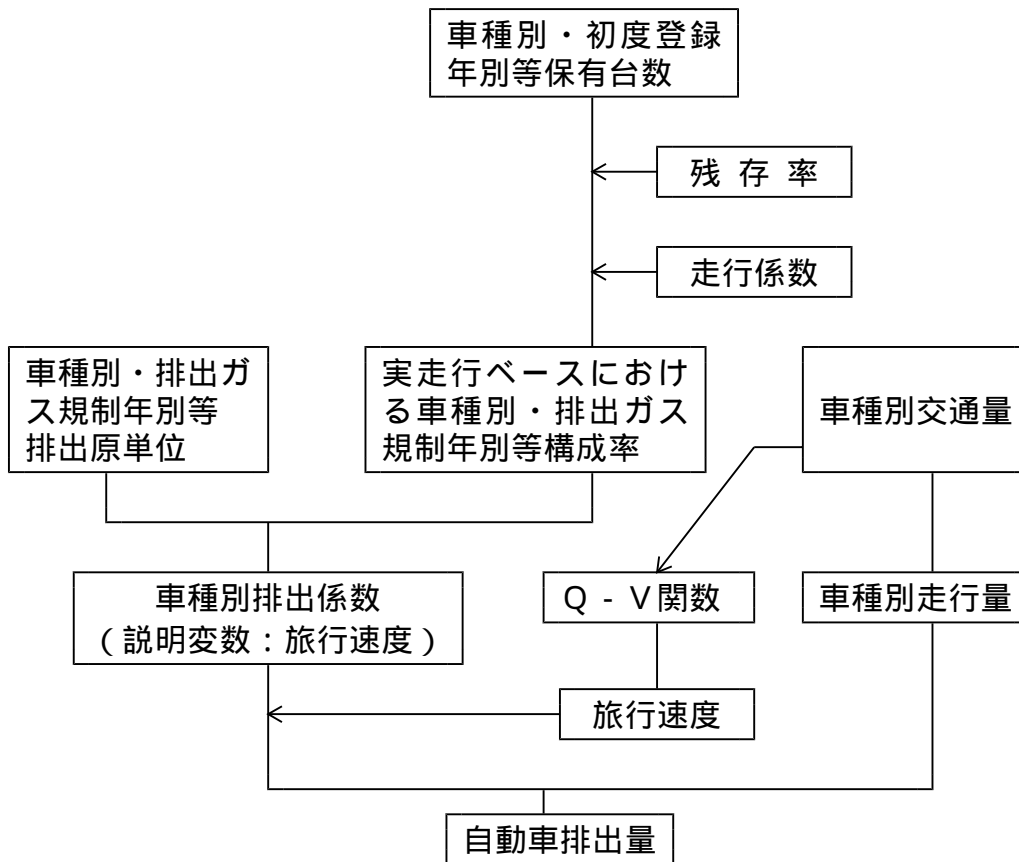 車種別・初度登録
年別等保有台数
残 存 率
走行係数
車種別・排出ガ
ス規制年別等
排出原単位
実走行ベースにおけ
る車種別・排出ガス
規制年別等構成率
車種別交通量
車種別排出係数
（説明変数：旅行速度）
Ｑ - Ｖ関数
車種別走行量
旅行速度
自動車排出量